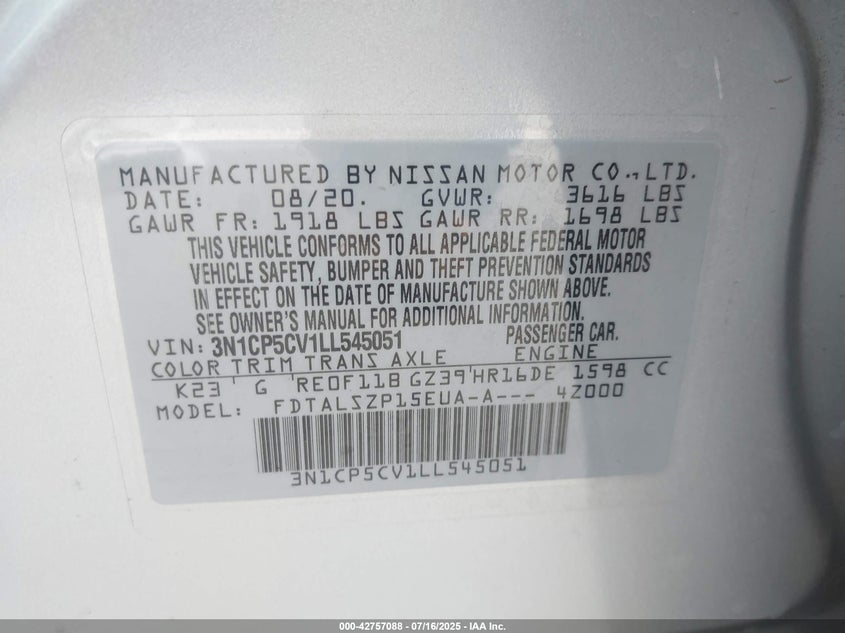 MANUFACTURED BY NISSAN MOTOR CO.,LTD.
DATE: 08/20. GVWR: 3616 LBS
GAWR FR: 1918 LBS GAWR RR: 1698 LBS
THIS VEHICLE CONFORMS TO ALL APPLICABLE FEDERAL MOTOR
VEHICLE SAFETY, BUMPER AND THEFT PREVENTION STANDARDS
IN EFFECT ON THE DATE OF MANUFACTURE SHOWN ABOVE.
SEE OWNER'S MANUAL FOR ADDITIONAL INFORMATION.
VIN: 3N1CP5CV1LL545051 PASSENGER CAR.
COLOR TRIM TRANS AXLE ENGINE
K23 G RE0F11B GZ39 HR16DE 1598 CC
MODEL: FDTALSZP15EUA-A--- 4Z000
3N1CP5CV1LL545051
000-42757088 - 07/16/2025 - IAA Inc.